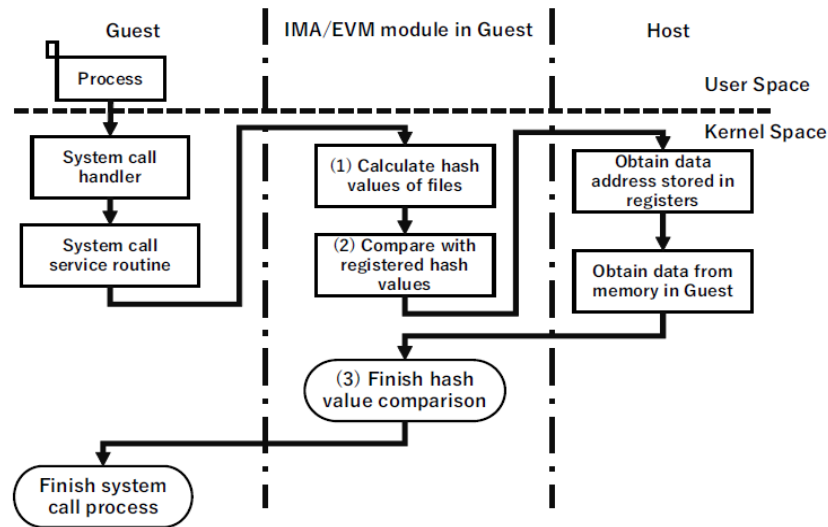 Guest
IMA/EVM module in Guest
Host
Process
User Space
Kernel Space
System call
handler
(1) Calculate hash
values of files
Obtain data
address stored in
registers
System call
service routine
(2) Compare with
registered hash
values
Obtain data from
memory in Guest
(3) Finish hash
value comparison
Finish system
call process